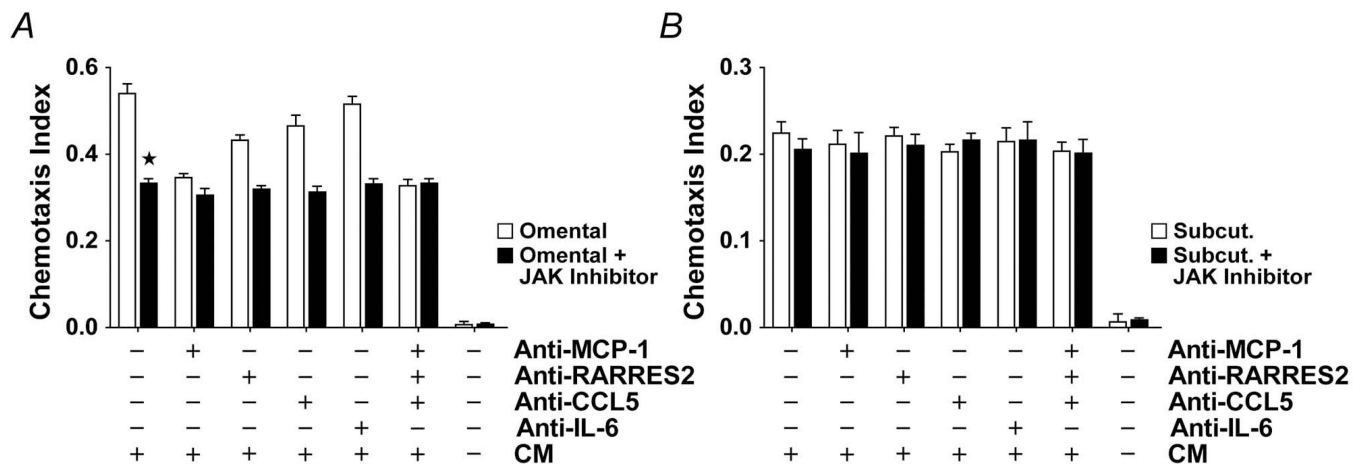 A
Chemotaxis Index
0.6
0.4
0.2
0.0
★
Omental
Omental +
JAK Inhibitor
− + − − − + − Anti-MCP-1
− − + − − + − Anti-RARRES2
− − − + − + − Anti-CCL5
− − − − + − − Anti-IL-6
+ + + + + + − CM
B
Chemotaxis Index
0.3
0.2
0.1
0.0
Subcut.
Subcut. +
JAK Inhibitor
− + − − − + − Anti-MCP-1
− − + − − + − Anti-RARRES2
− − − + − + − Anti-CCL5
− − − − + − − Anti-IL-6
+ + + + + + − CM